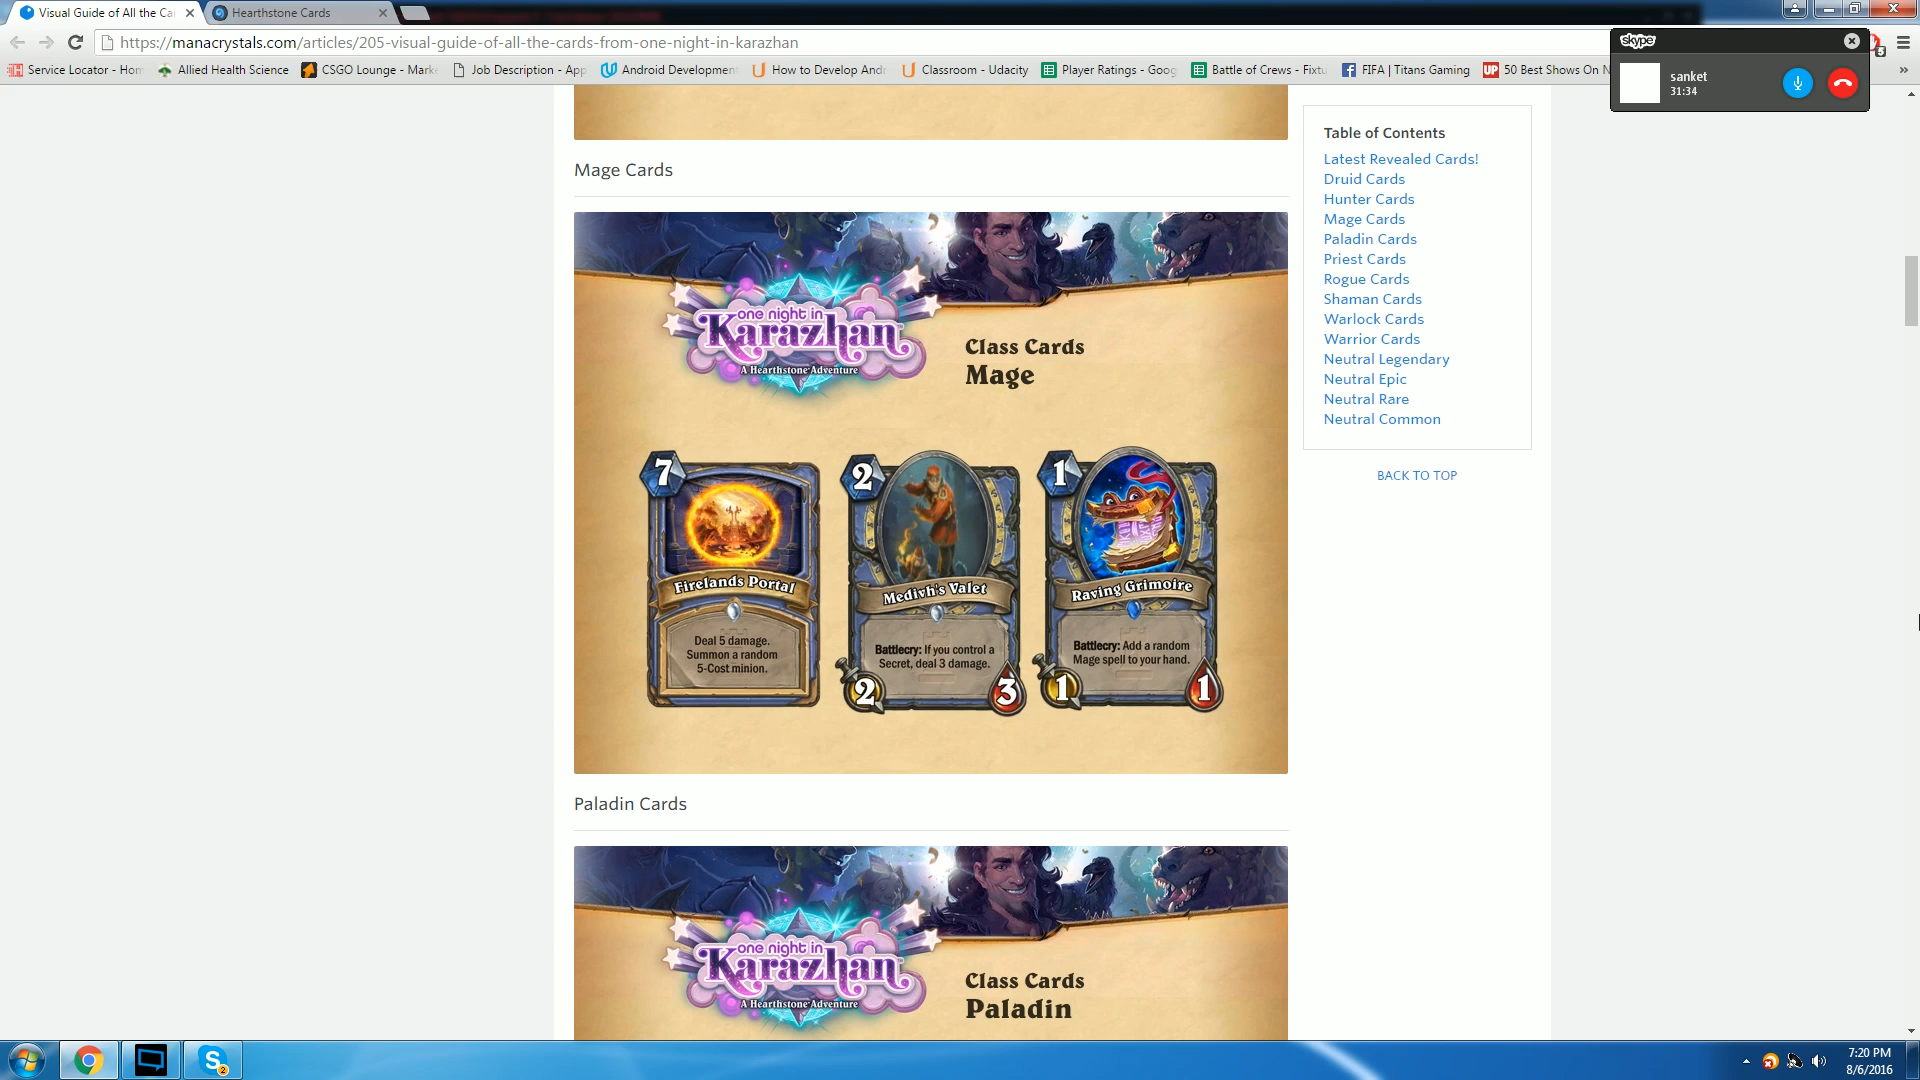 Visual Guide of All the Ca
Hearthstone Cards
https://manacrystals.com/articles/205-visual-guide-of-all-the-cards-from-one-night-in-karazhan
Service Locator - Hom
Allied Health Science
CSGO Lounge - Mark
Job Description - App
Android Development
How to Develop Andr
Classroom - Udacity
Player Ratings - Goog
Battle of Crews - Fixtu
FIFA | Titans Gaming
UP
50 Best Shows On N
»
skype
sanket
31:34
Mage Cards
one night in
Karazhan
A Hearthstone Adventure
Class Cards
Mage
7
Firelands Portal
Deal 5 damage.
Summon a random
5-Cost minion.
2
Medivh's Valet
Battlecry: If you control a
Secret, deal 3 damage.
2
3
1
Raving Grimoire
Battlecry: Add a random
Mage spell to your hand.
1
1
Paladin Cards
one night in
Karazhan
A Hearthstone Adventure
Class Cards
Paladin
Table of Contents
Latest Revealed Cards!
Druid Cards
Hunter Cards
Mage Cards
Paladin Cards
Priest Cards
Rogue Cards
Shaman Cards
Warlock Cards
Warrior Cards
Neutral Legendary
Neutral Epic
Neutral Rare
Neutral Common
BACK TO TOP
S
2
7:20 PM
8/6/2016